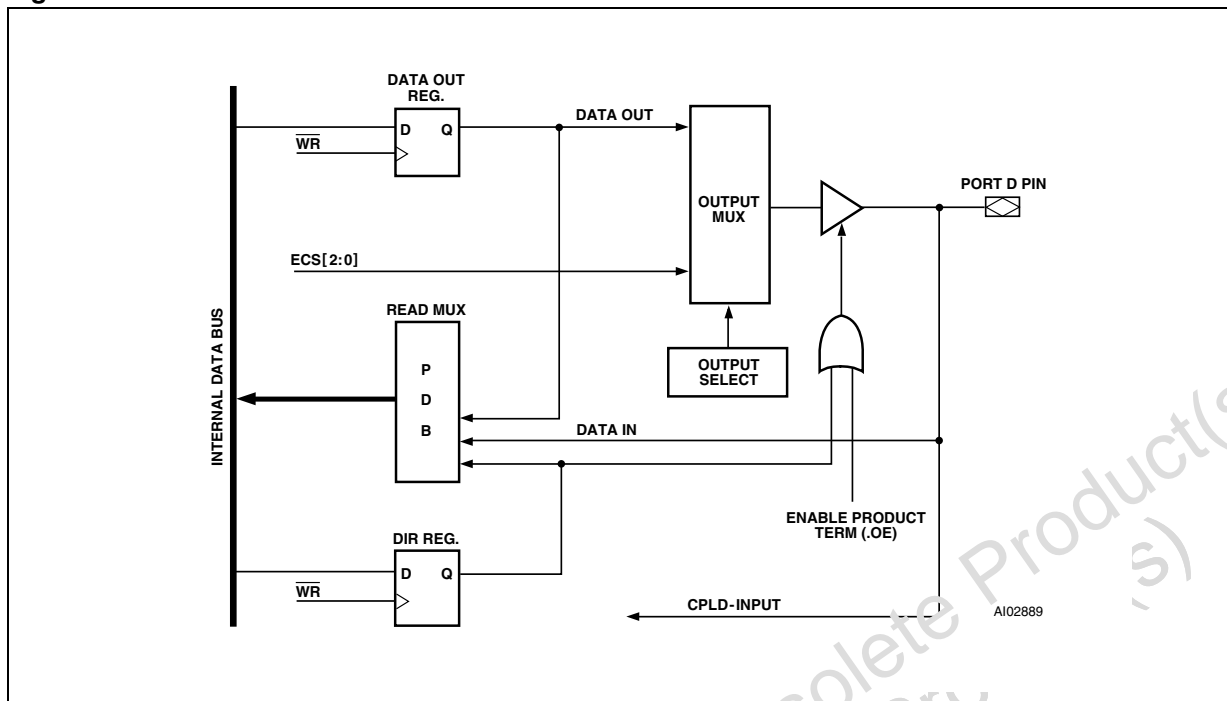 DATA OUT
REG.
D Q
WR
DATA OUT
OUTPUT
MUX
PORT D PIN
ECS[2:0]
READ MUX
P
D
B
OUTPUT
SELECT
INTERNAL DATA BUS
DATA IN
ENABLE PRODUCT
TERM (.OE)
DIR REG.
D Q
WR
CPLD-INPUT
AI02889
Product(s